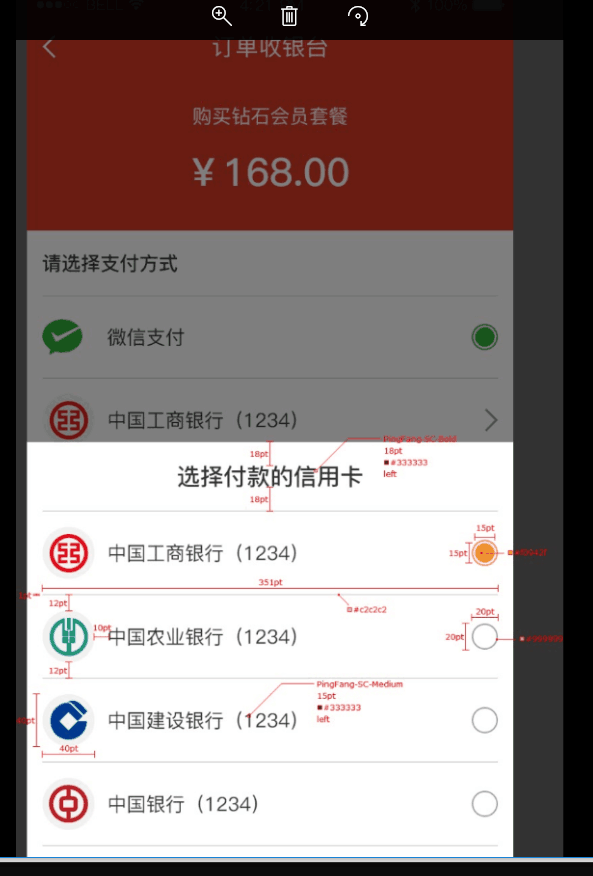 订单收银台
购买钻石会员套餐
¥ 168.00
请选择支付方式
微信支付
中国工商银行（1234）
PingFang-SC-Bold
18pt
18pt
#333333
left
选择付款的信用卡
18pt
15pt
中国工商银行（1234）
15pt
351pt
12pt
#c2c2c2
20pt
10pt
中国农业银行（1234）
20pt
12pt
PingFang-SC-Medium
15pt
#333333
left
中国建设银行（1234）
40pt
中国银行（1234）